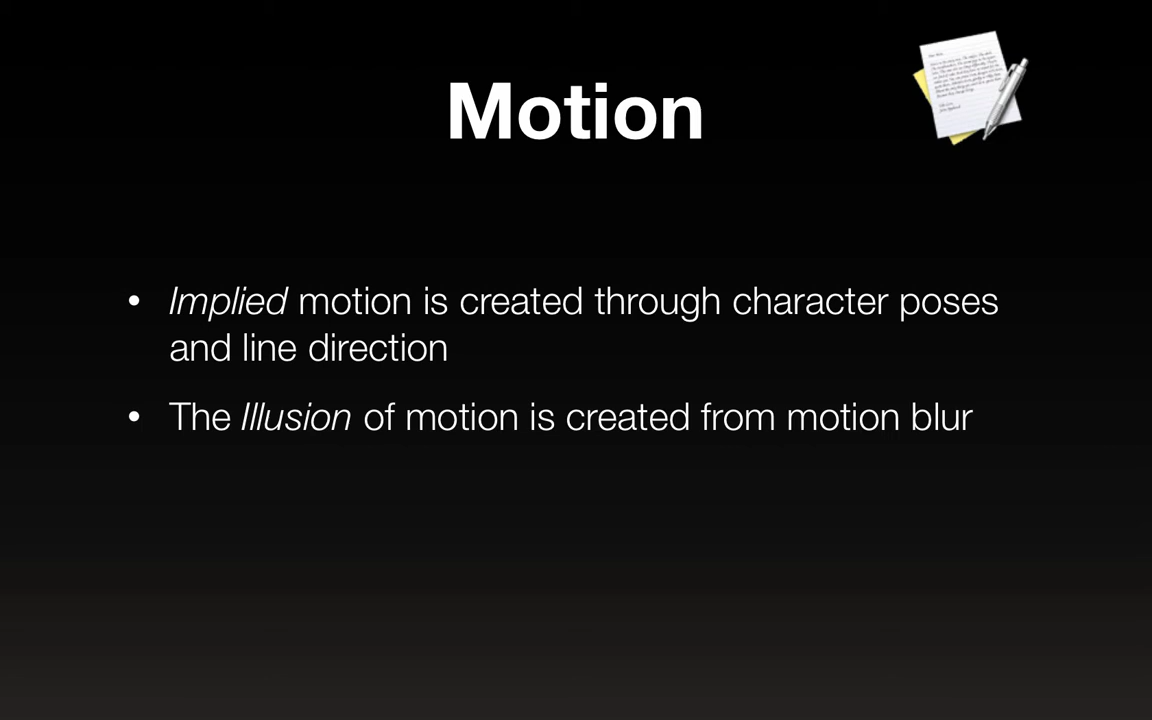 Motion
• Implied motion is created through character poses
and line direction
• The Illusion of motion is created from motion blur